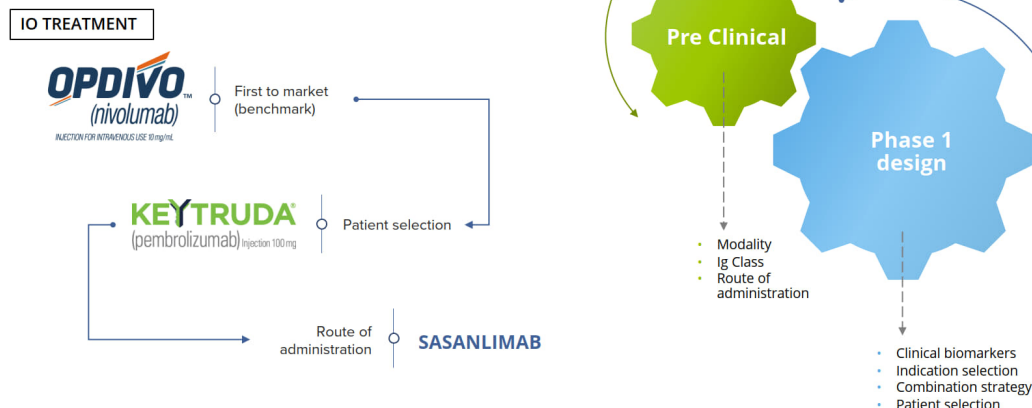 IO TREATMENT
OPDIVO™
(nivolumab)
INJECTION FOR INTRAVENOUS USE 10 mg/mL
First to market
(benchmark)
KEYTRUDA®
(pembrolizumab) Injection 100 mg
Patient selection
Route of
administration
SASANLIMAB
Pre Clinical
• Modality
• Ig Class
• Route of
administration
Phase 1
design
• Clinical biomarkers
• Indication selection
• Combination strategy
• Patient selection